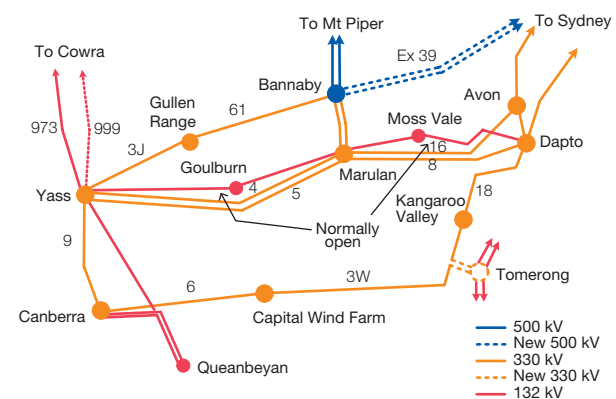 To Mt Piper
To Sydney
To Cowra
Ex 39
Bannaby
Avon
Gullen
Range
61
Moss Vale
973
999
3J
Goulburn
16
Dapto
Yass
4
Marulan
8
5
Kangaroo
Valley
18
Normally
open
9
3W
Tomerong
6
Canberra
Capital Wind Farm
Queanbeyan
500 kV
New 500 kV
330 kV
New 330 kV
132 kV